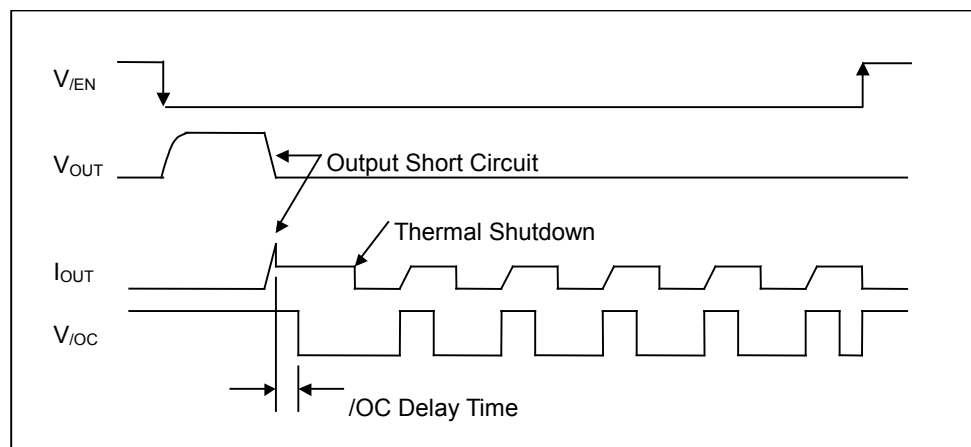 V/EN
VOUT
Output Short Circuit
Thermal Shutdown
IOUT
V/OC
/OC Delay Time